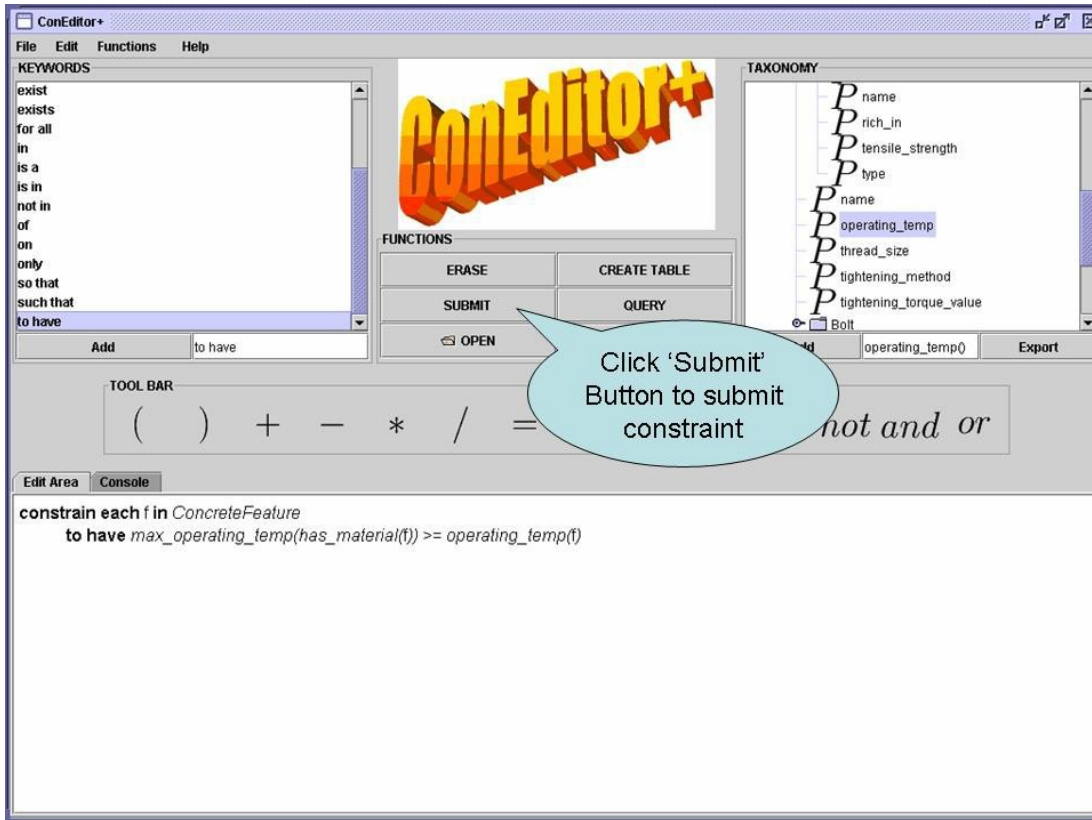 ConEditor+
File Edit Functions Help
KEYWORDS
exist
exists
for all
in
is a
is in
not in
of
on
only
so that
such that
to have
Add
to have
ConEditor+
FUNCTIONS
ERASE
CREATE TABLE
SUBMIT
QUERY
OPEN
TAXONOMY
P name
P rich_in
P tensile_strength
P type
P name
P operating_temp
P thread_size
P tightening_method
P tightening_torque_value
Bolt
operating_temp()
Export
Click ‘Submit’
Button to submit
constraint
TOOL BAR
( ) + - * / =
not and or
Edit Area
Console
constrain each f in ConcreteFeature
to have max_operating_temp(has_material(f)) >= operating_temp(f)